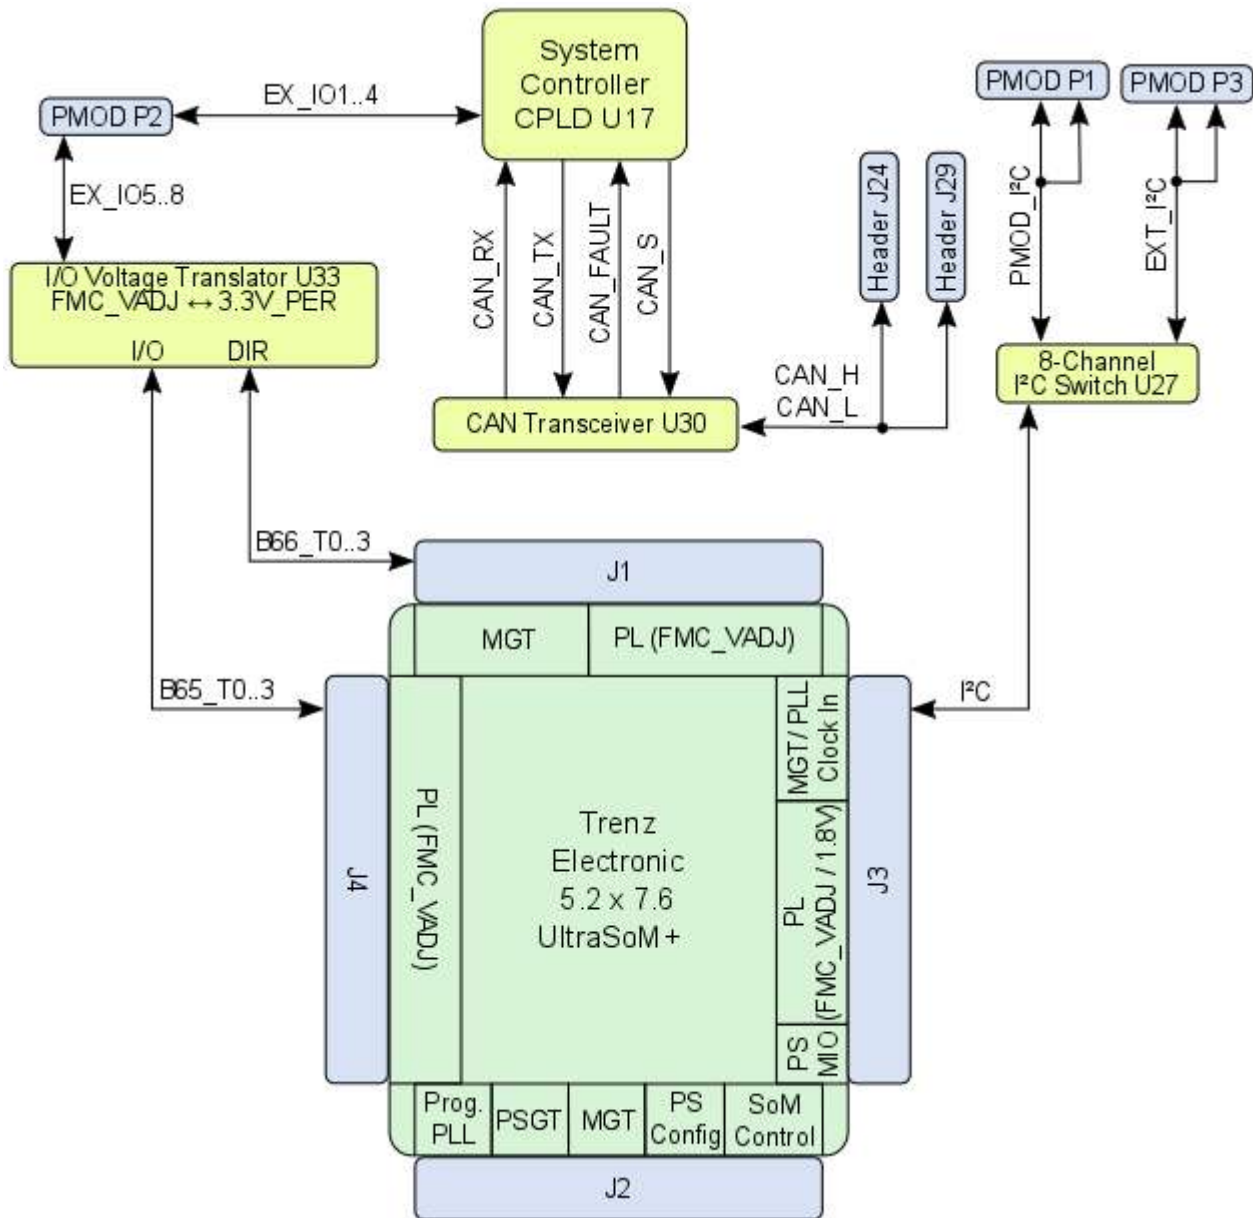 System
Controller
CPLD U17
PMOD P1
PMOD P3
EX_IO1..4
PMOD P2
EX_IO5..8
Header J24
Header J29
PMOD_I²C
EXT_I²C
CAN_RX
CAN_TX
CAN_FAULT
CAN_S
I/O Voltage Translator U33
FMC_VADJ ↔ 3.3V_PER
I/O
DIR
8-Channel
I²C Switch U27
CAN_H
CAN_L
CAN Transceiver U30
B66_T0..3
J1
MGT
PL (FMC_VADJ)
B65_T0..3
I²C
MGT / PLL
Clock In
PL (FMC_VADJ)
J4
Trenz
Electronic
5.2 x 7.6
UltraSoM+
PL
(FMC_VADJ / 1.8V)
J3
PS
MIO
Prog.
PLL
PSGT
MGT
PS
Config
SoM
Control
J2